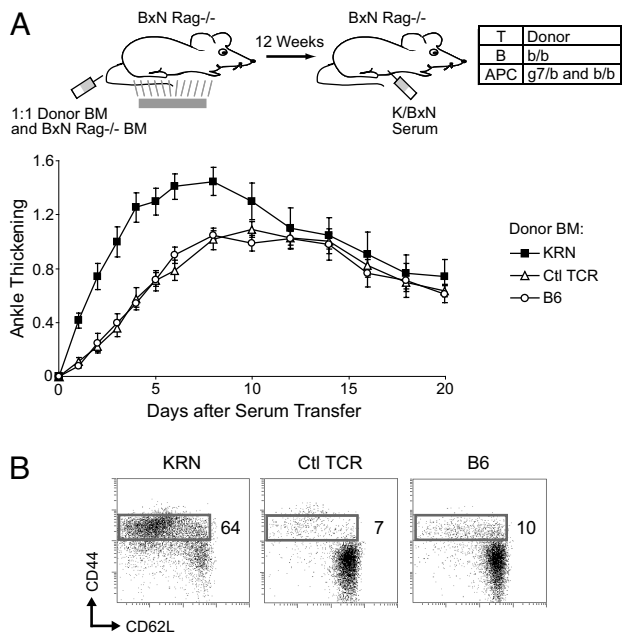 A
BxN Rag-/-
12 Weeks
BxN Rag-/-
1:1 Donor BM
and BxN Rag-/- BM
K/BxN
Serum
T Donor
B b/b
APC g7/b and b/b
Ankle Thickening
1.6
1.2
0.8
0.4
0
0 5 10 15 20
Days after Serum Transfer
Donor BM:
KRN
Ctl TCR
B6
B
KRN Ctl TCR B6
64 7 10
CD44
CD62L